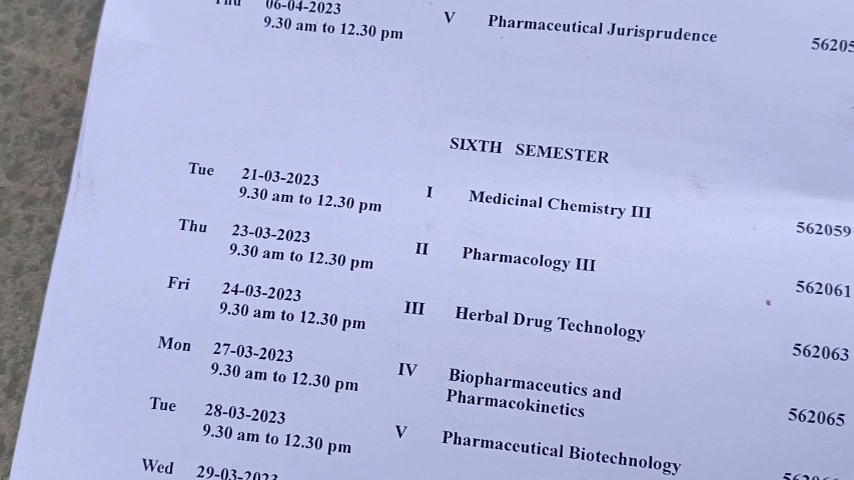 06-04-2023
9.30 am to 12.30 pm V Pharmaceutical Jurisprudence
SIXTH SEMESTER
Tue 21-03-2023
9.30 am to 12.30 pm I Medicinal Chemistry III 562059
Thu 23-03-2023
9.30 am to 12.30 pm II Pharmacology III 562061
Fri 24-03-2023
9.30 am to 12.30 pm III Herbal Drug Technology 562063
Mon 27-03-2023
9.30 am to 12.30 pm IV Biopharmaceutics and
Pharmacokinetics 562065
Tue 28-03-2023
9.30 am to 12.30 pm V Pharmaceutical Biotechnology
Wed 29-03-2023